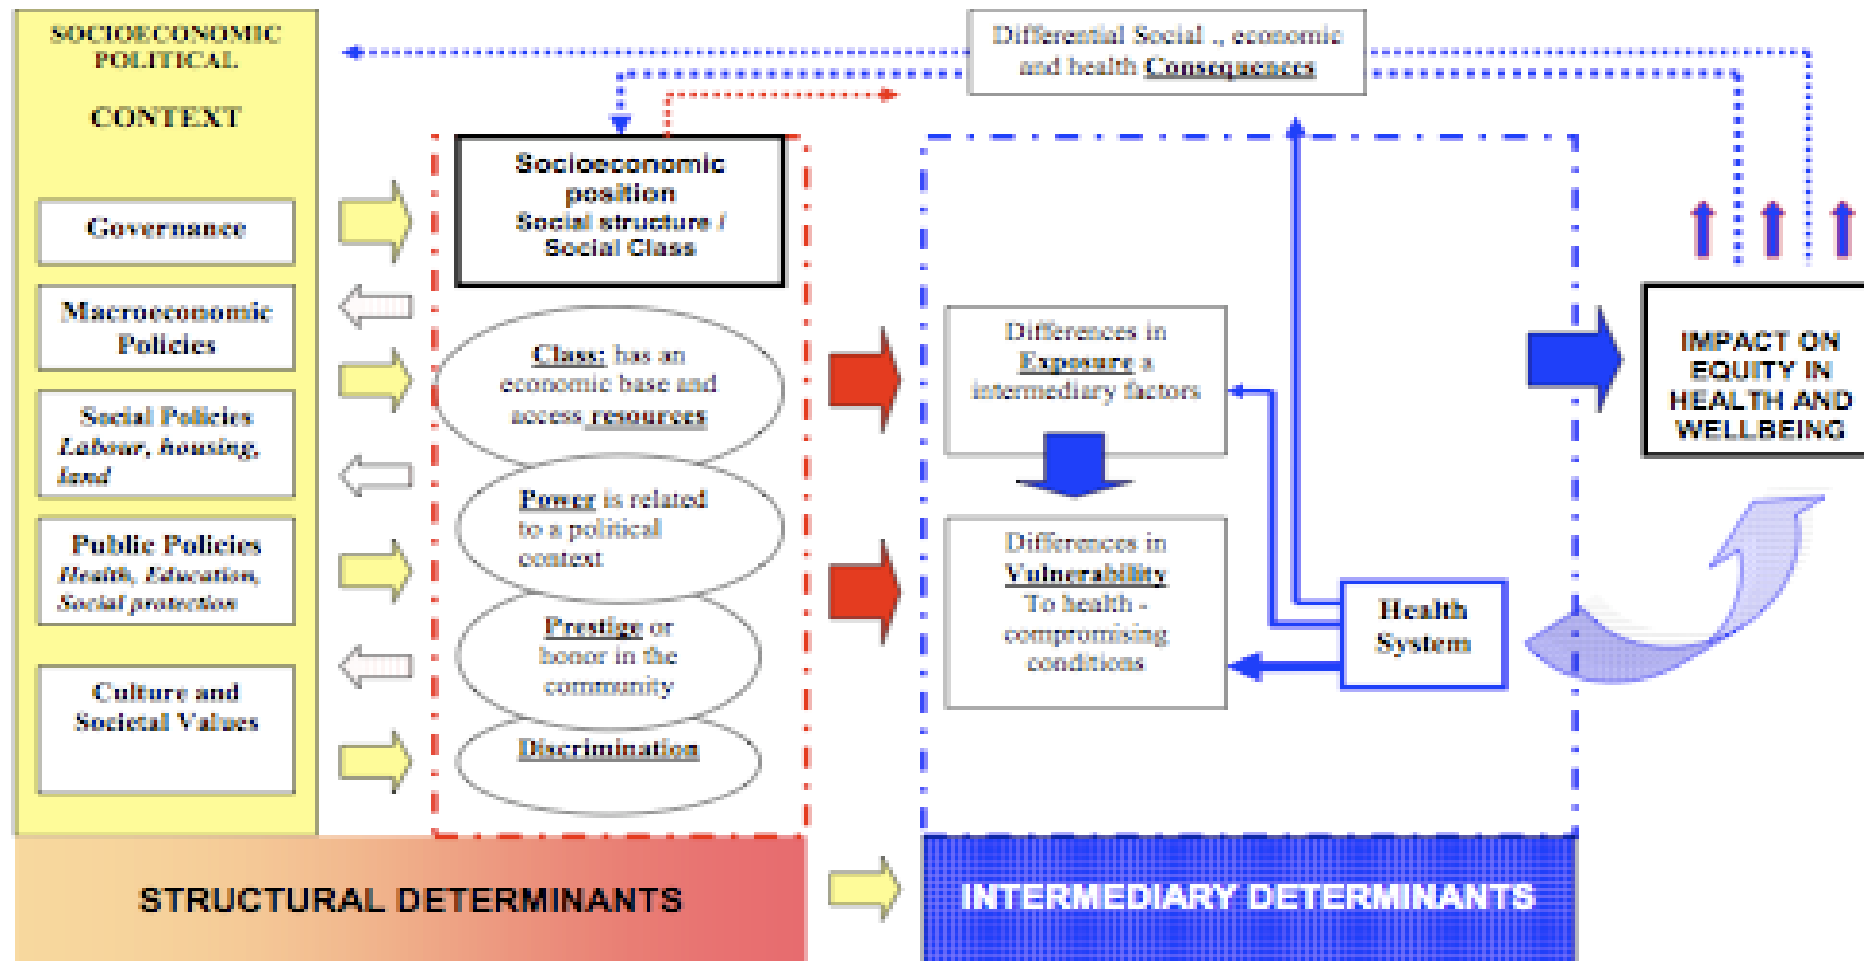 SOCIOECONOMIC
POLITICAL
CONTEXT
Governance
Macroeconomic
Policies
Social Policies
Labour, housing,
land
Public Policies
Health, Education,
Social protection
Culture and
Societal Values
Socioeconomic
position
Social structure /
Social Class
Class: has an
economic base and
access resources
Power is related
to a political
context
Prestige or
honor in the
community
Discrimination
STRUCTURAL DETERMINANTS
Differential Social ., economic
and health Consequences
Differences in
Exposure a
intermediary factors
Differences in
Vulnerability
To health -
compromising
conditions
Health
System
INTERMEDIARY DETERMINANTS
IMPACT ON
EQUITY IN
HEALTH AND
WELLBEING